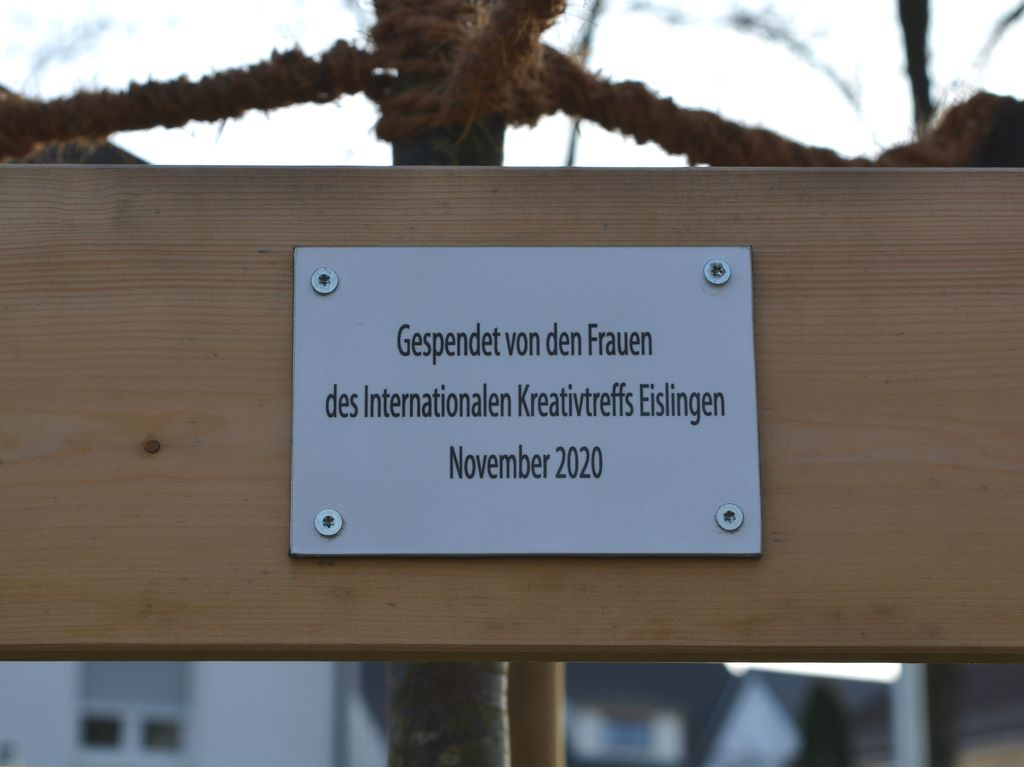 Gespendet von den Frauen
des Internationalen Kreativtreffs Eislingen
November 2020